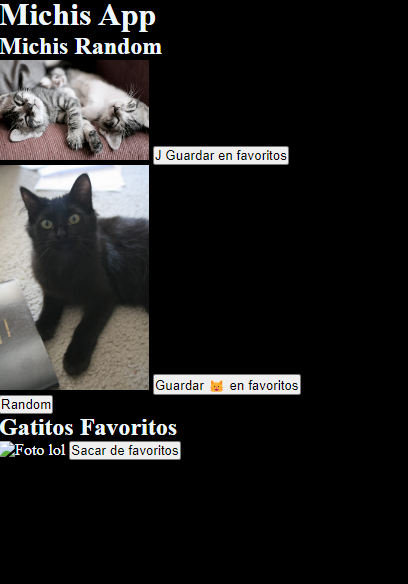 Michis App
Michis Random
J Guardar en favoritos
Guardar 😼 en favoritos
Random
Gatitos Favoritos
Foto lol Sacar de favoritos